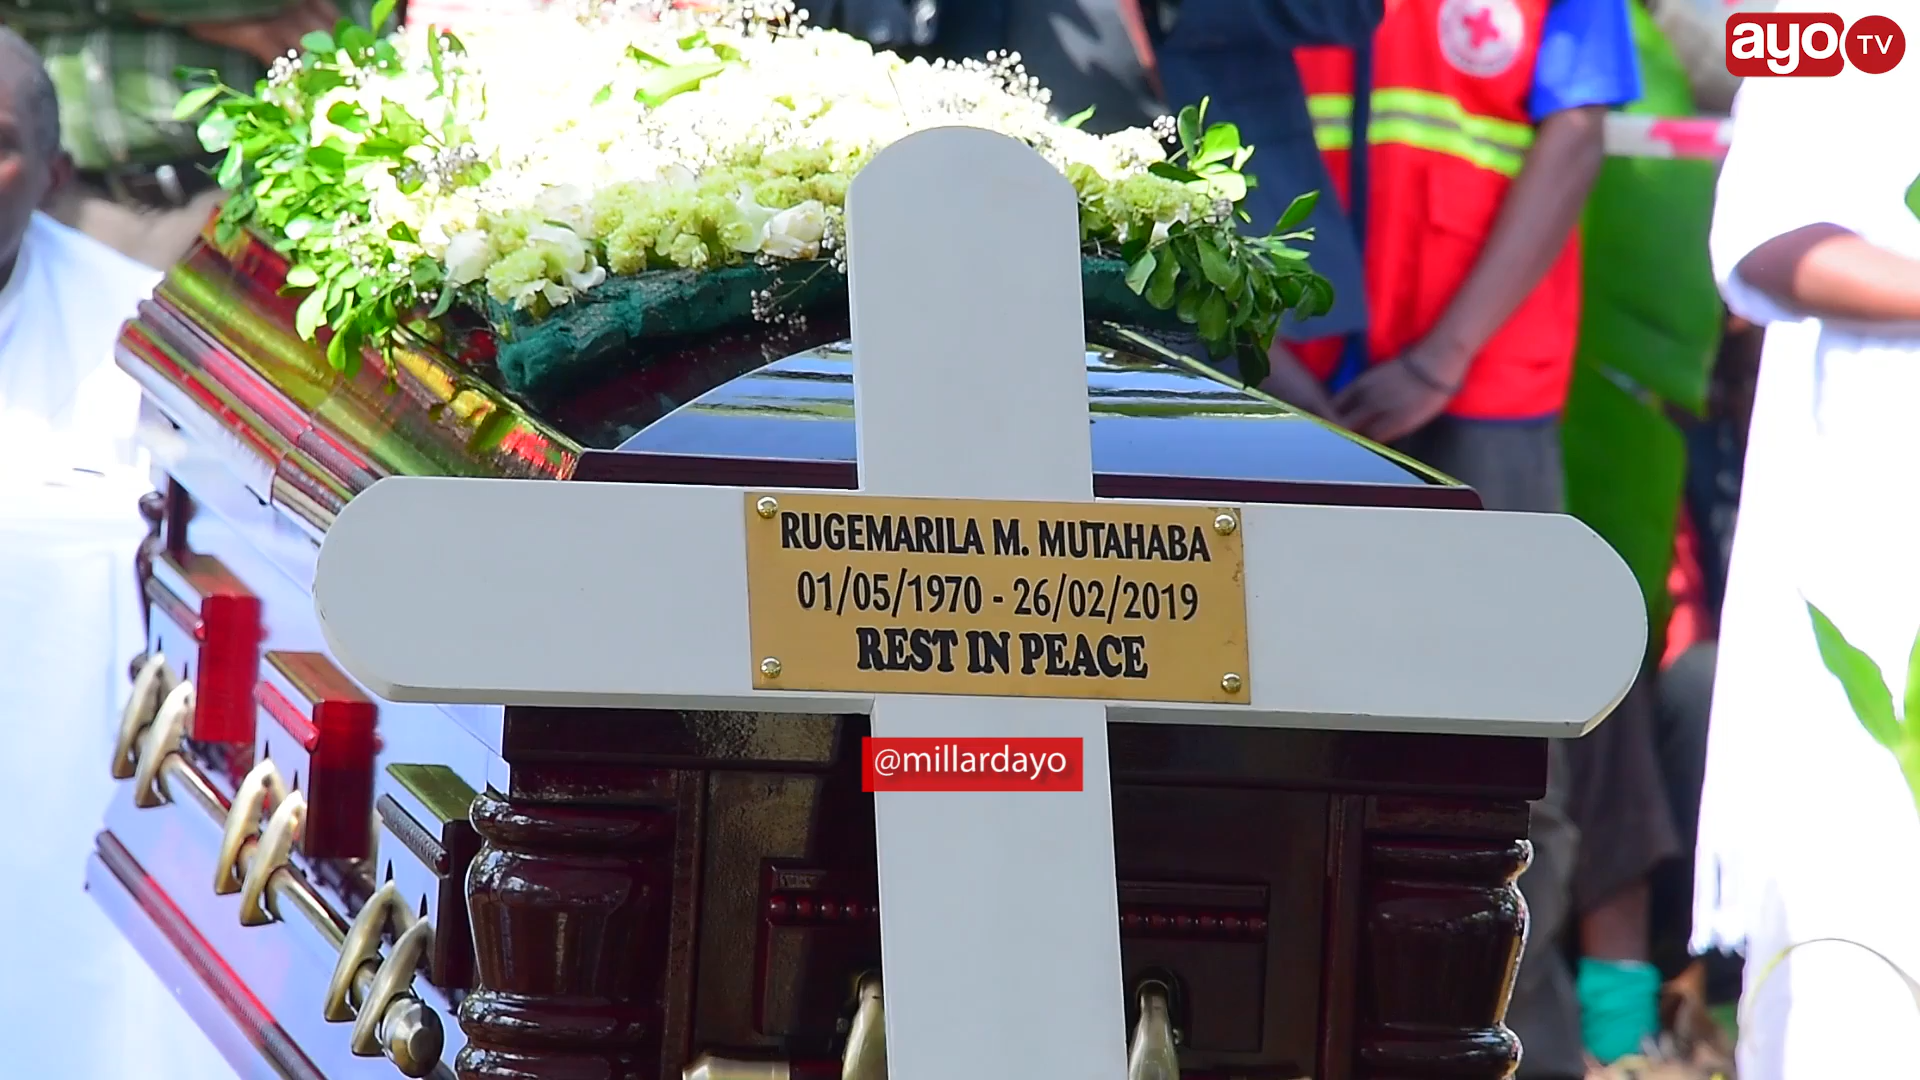 ayo TV
RUGEMARILA M. MUTAHABA
01/05/1970 - 26/02/2019
REST IN PEACE
@millardayo